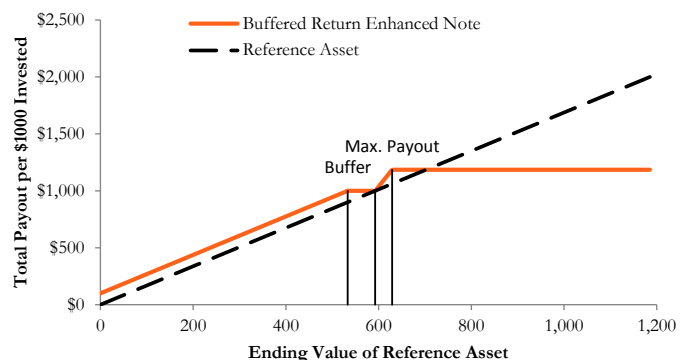 Total Payout per $1000 Invested
$2,500
$2,000
$1,500
$1,000
$500
$0
Buffered Return Enhanced Note
Reference Asset
Max. Payout
Buffer
0
200
400
600
800
1,000
1,200
Ending Value of Reference Asset